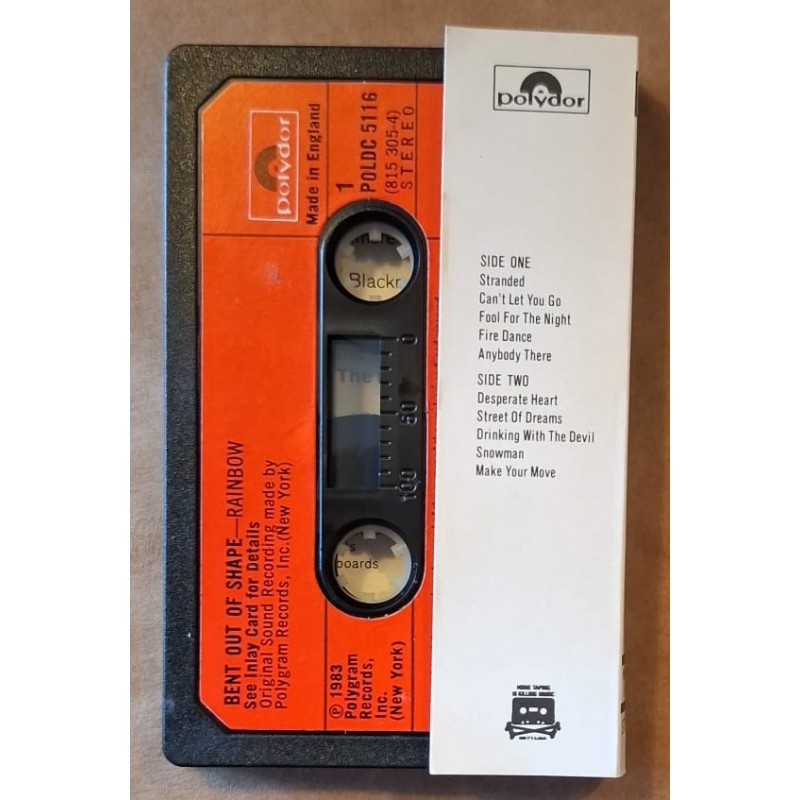 polydor
Made in England
1
POLDC 5116
(815 305-4)
STEREO
Blackr
The
0
50
100
's
boards
BENT OUT OF SHAPE—RAINBOW
See Inlay Card for Details
Original Sound Recording made by
Polygram Records, Inc.(New York)
℗ 1983
Polygram
Records,
Inc.
(New York)
polydor
SIDE ONE
Stranded
Can't Let You Go
Fool For The Night
Fire Dance
Anybody There
SIDE TWO
Desperate Heart
Street Of Dreams
Drinking With The Devil
Snowman
Make Your Move
HOME TAPING
IS KILLING MUSIC